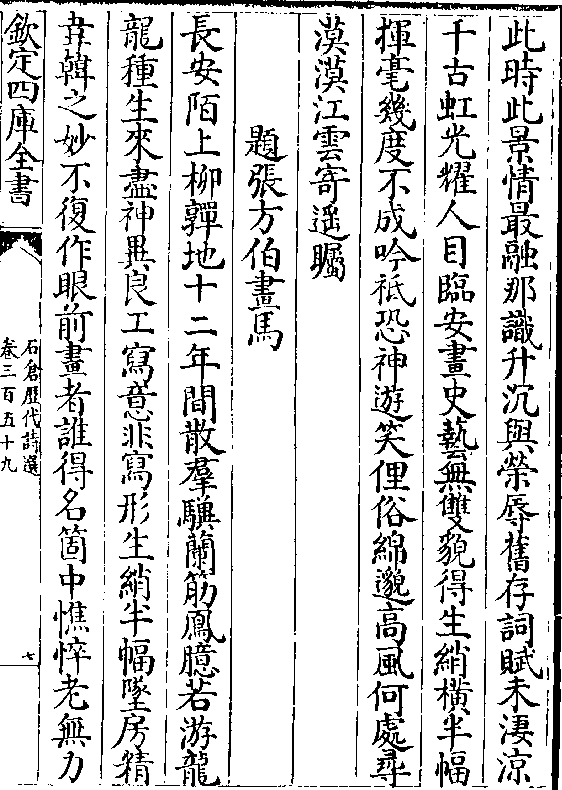 此時此景情最融那識升沉與榮辱舊存詞賦未淒涼
千古虹光耀人目臨安畫史藝無雙貌得生綃橫半幅
揮毫幾度不成吟祗恐神遊笑俚俗綿邈高風何處尋
漠漠江雲寄遥矚
題張方伯畫馬
長安陌上柳嚲地十二年間散羣驥蘭筋鳳臆若游龍
龍種生來盡神異良工寫意非寫形生綃半幅墜房精
韋韓之妙不復作眼前畫者誰得名箇中憔悴老無力
欽定四庫全書
石倉歷代詩選
卷三百五十九
七